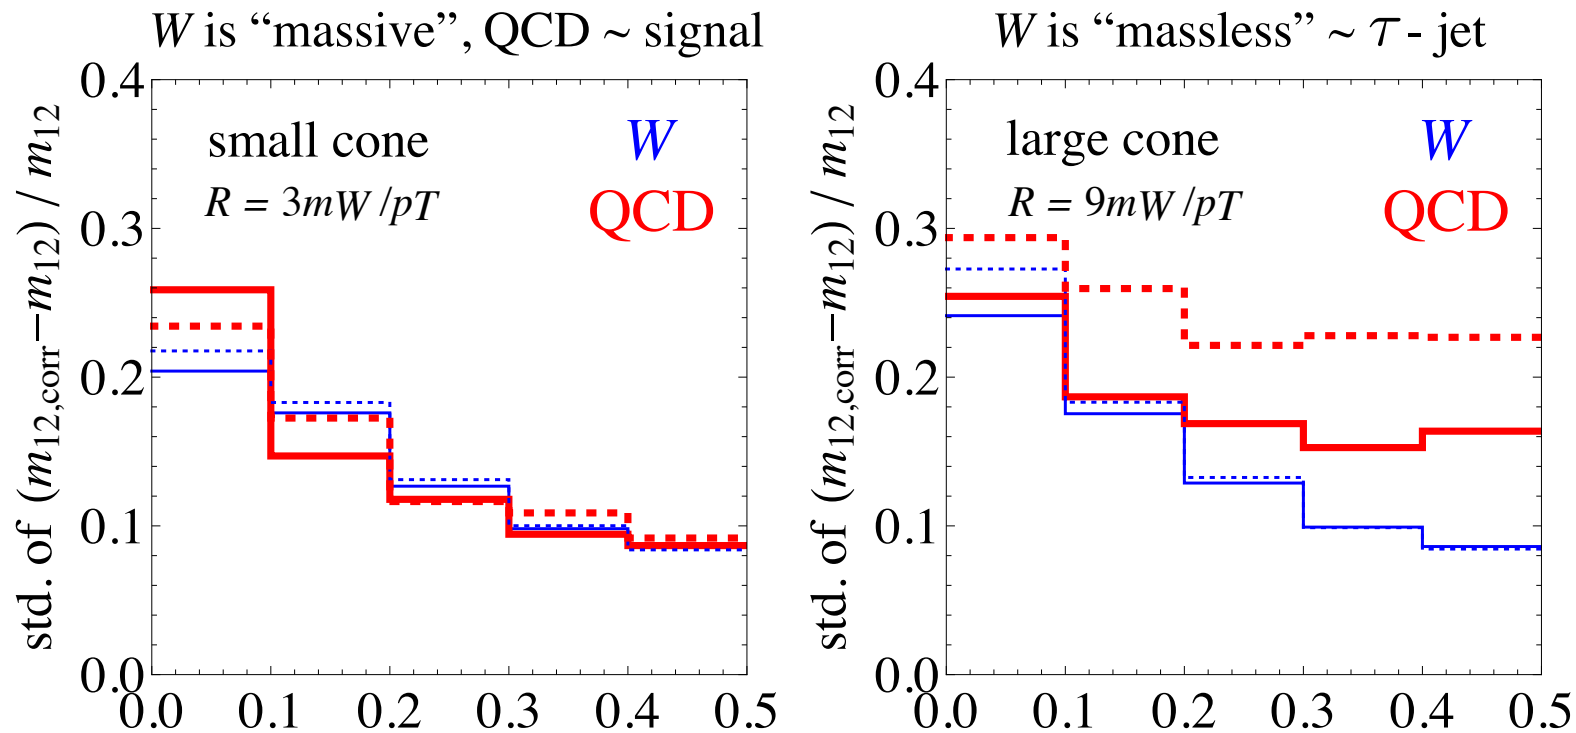 W is “massive”, QCD ~ signal
std. of (m12,corr−m12) / m12
0.4
0.3
0.2
0.1
0.0
small cone
R = 3mW/pT
W
QCD
0.0 0.1 0.2 0.3 0.4 0.5
W is “massless” ~ τ - jet
std. of (m12,corr−m12) / m12
0.4
0.3
0.2
0.1
0.0
large cone
R = 9mW/pT
W
QCD
0.0 0.1 0.2 0.3 0.4 0.5